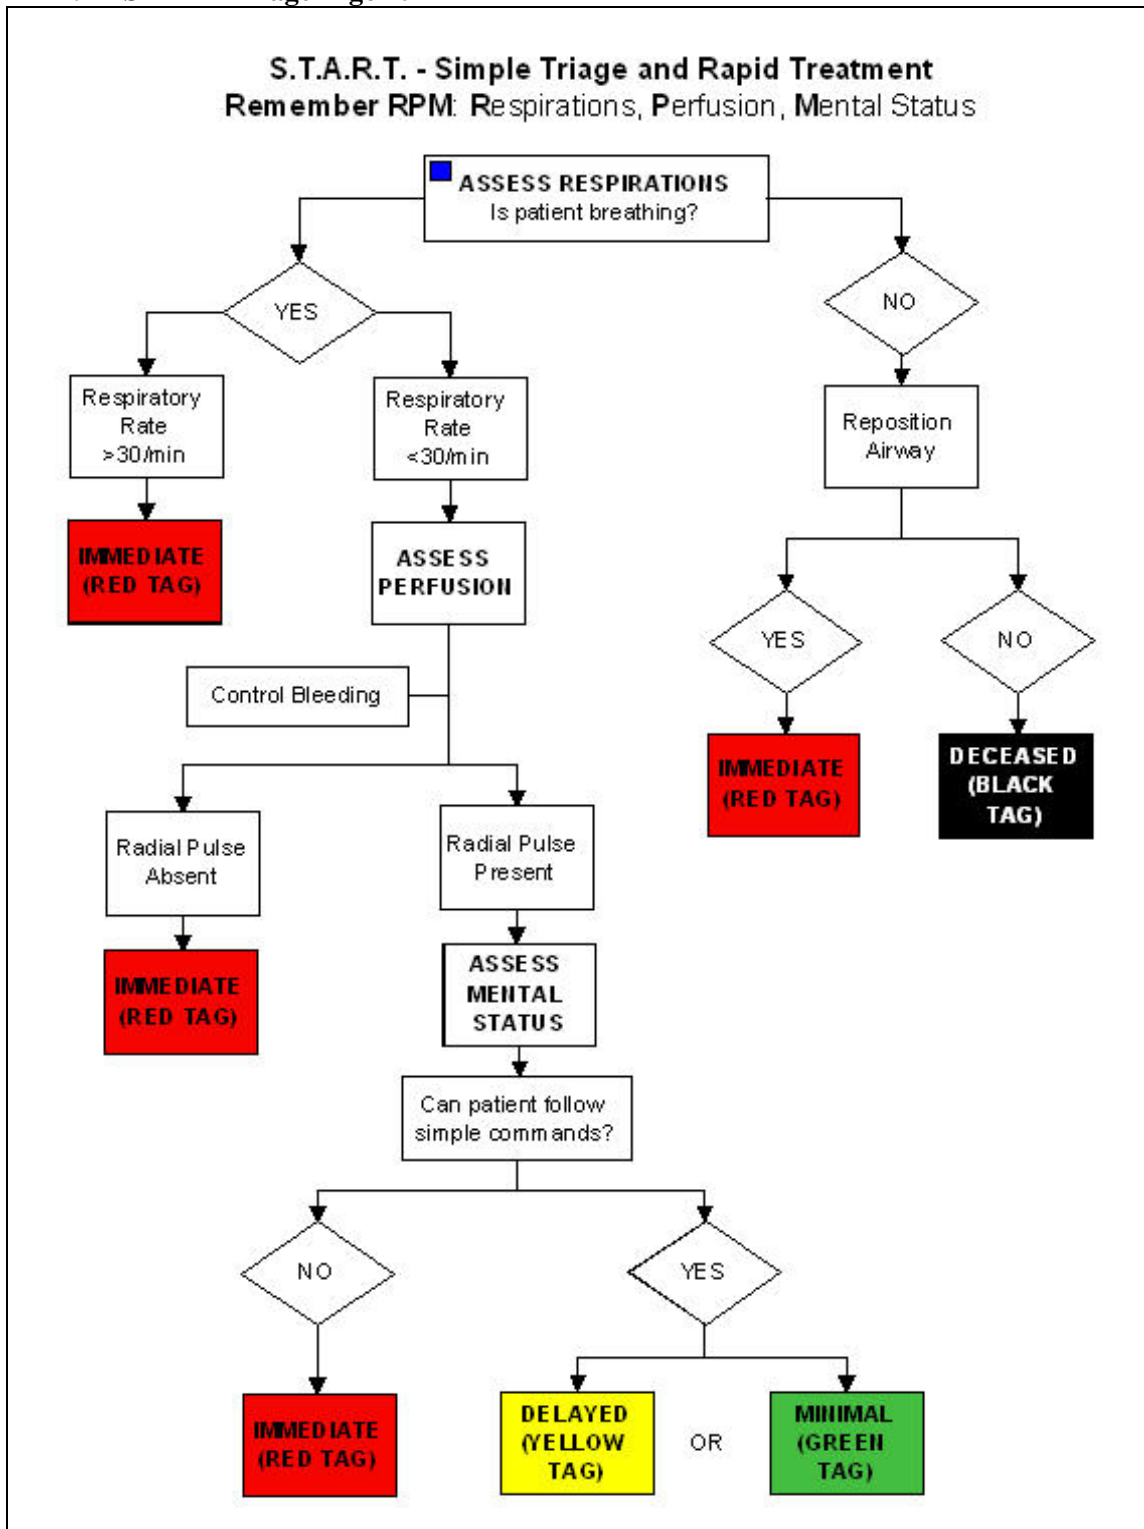 S.T.A.R.T. - Simple Triage and Rapid Treatment
Remember RPM: Respirations, Perfusion, Mental Status
ASSESS RESPIRATIONS
Is patient breathing?
YES
NO
Respiratory
Rate
>30/min
Respiratory
Rate
<30/min
Reposition
Airway
IMMEDIATE
(RED TAG)
ASSESS
PERFUSION
YES
NO
Control Bleeding
IMMEDIATE
(RED TAG)
DECEASED
(BLACK
TAG)
Radial Pulse
Absent
Radial Pulse
Present
IMMEDIATE
(RED TAG)
ASSESS
MENTAL
STATUS
Can patient follow
simple commands?
NO
YES
IMMEDIATE
(RED TAG)
DELAYED
(YELLOW
TAG)
OR
MINIMAL
(GREEN
TAG)